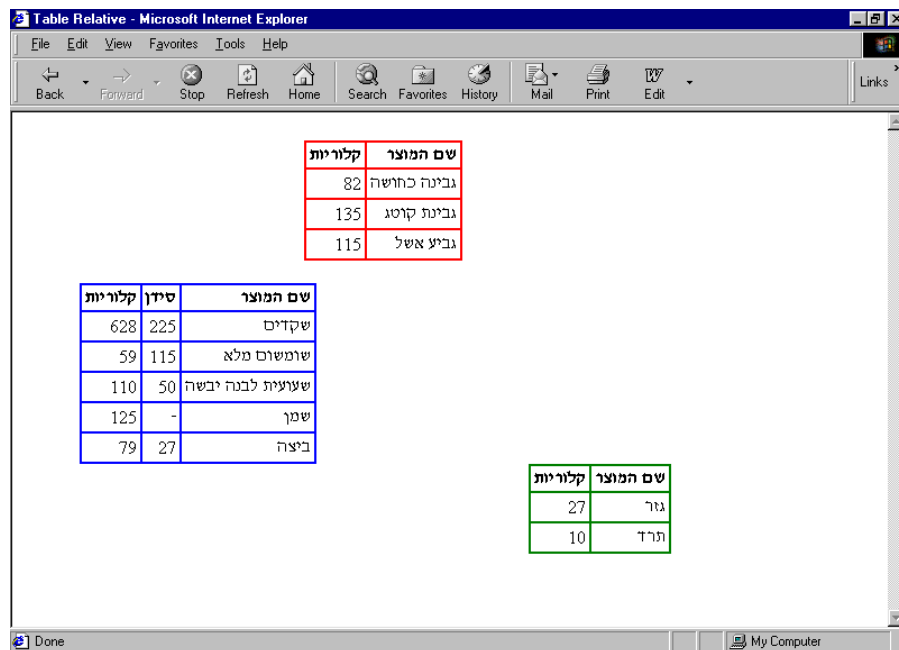 Table Relative - Microsoft Internet Explorer
File Edit View Favorites Tools Help
Back Forward Stop Refresh Home Search Favorites History Mail Print Edit Links
שם המוצר קלוריות
גבינה כחושה 82
גבינת קוטג 135
גביע אשל 115
שם המוצר סידן קלוריות
שקדים 225 628
שומשום מלא 115 59
שעועית לבנה יבשה 50 110
שמן - 125
ביצה 27 79
שם המוצר קלוריות
גזר 27
תרד 10
Done My Computer